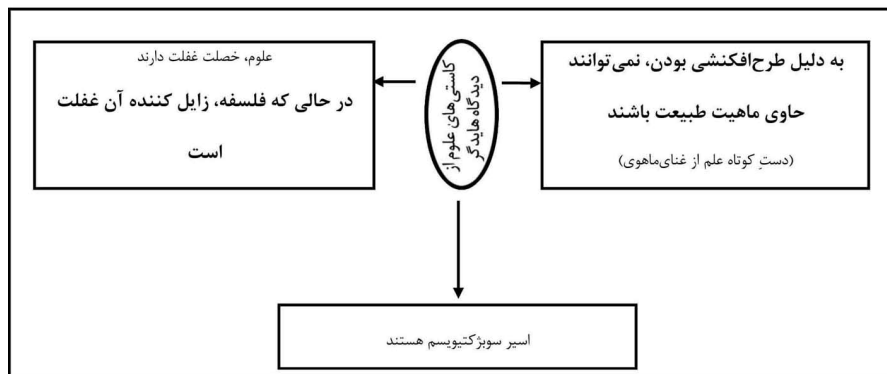 به دلیل طرح‌افکنشی بودن، نمی‌توانند
حاوی ماهیت طبیعت باشند
(دستِ کوتاه علم از غنای‌ماهوی)
کاستی‌های علوم از
دیدگاه هایدگر
علوم، خصلت غفلت دارند
در حالی که فلسفه، زایل کننده آن غفلت
است
اسیر سوبژکتیویسم هستند